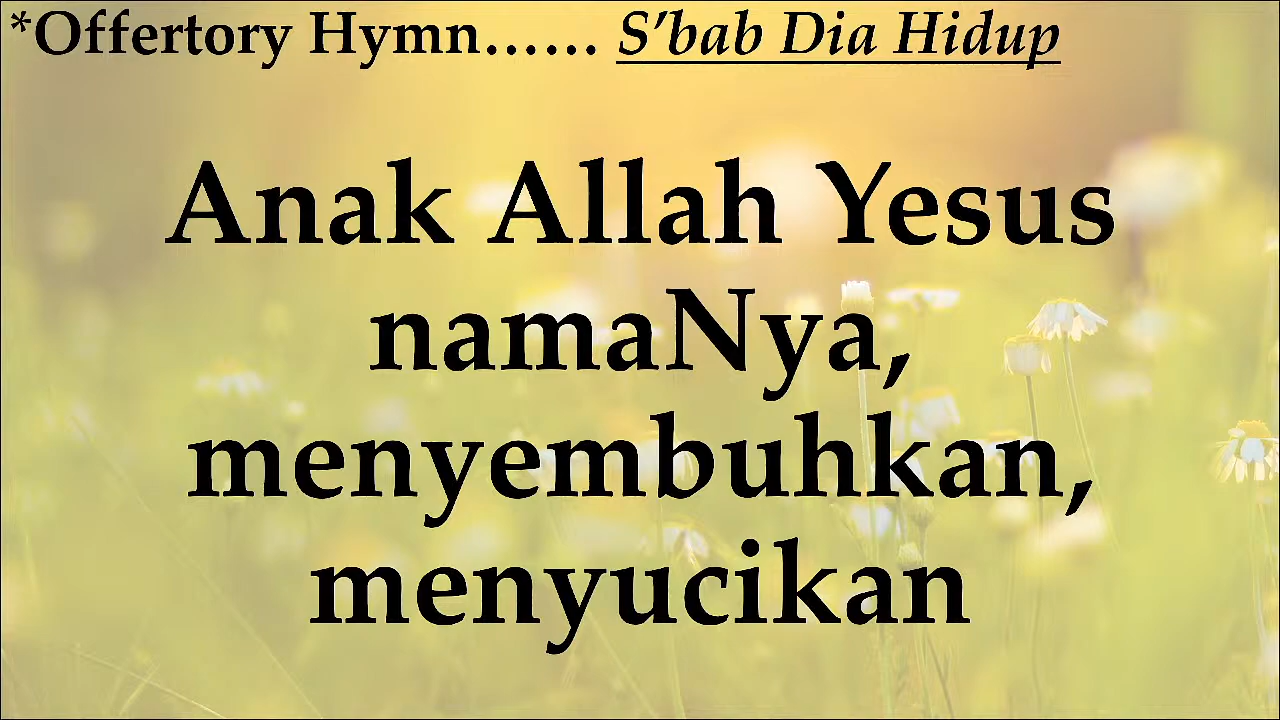 *Offertory Hymn...... S’bab Dia Hidup
Anak Allah Yesus
namaNya,
menyembuhkan,
menyucikan